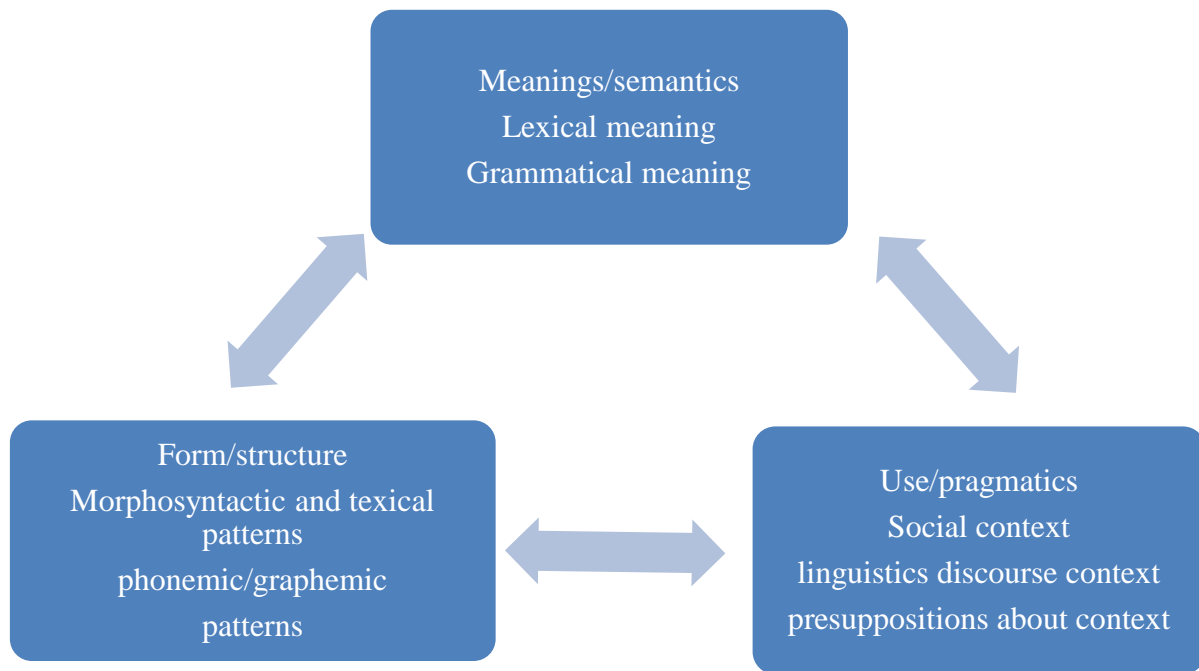 Meanings/semantics
Lexical meaning
Grammatical meaning
Form/structure
Morphosyntactic and texical
patterns
phonemic/graphemic
patterns
Use/pragmatics
Social context
linguistics discourse context
presuppositions about context